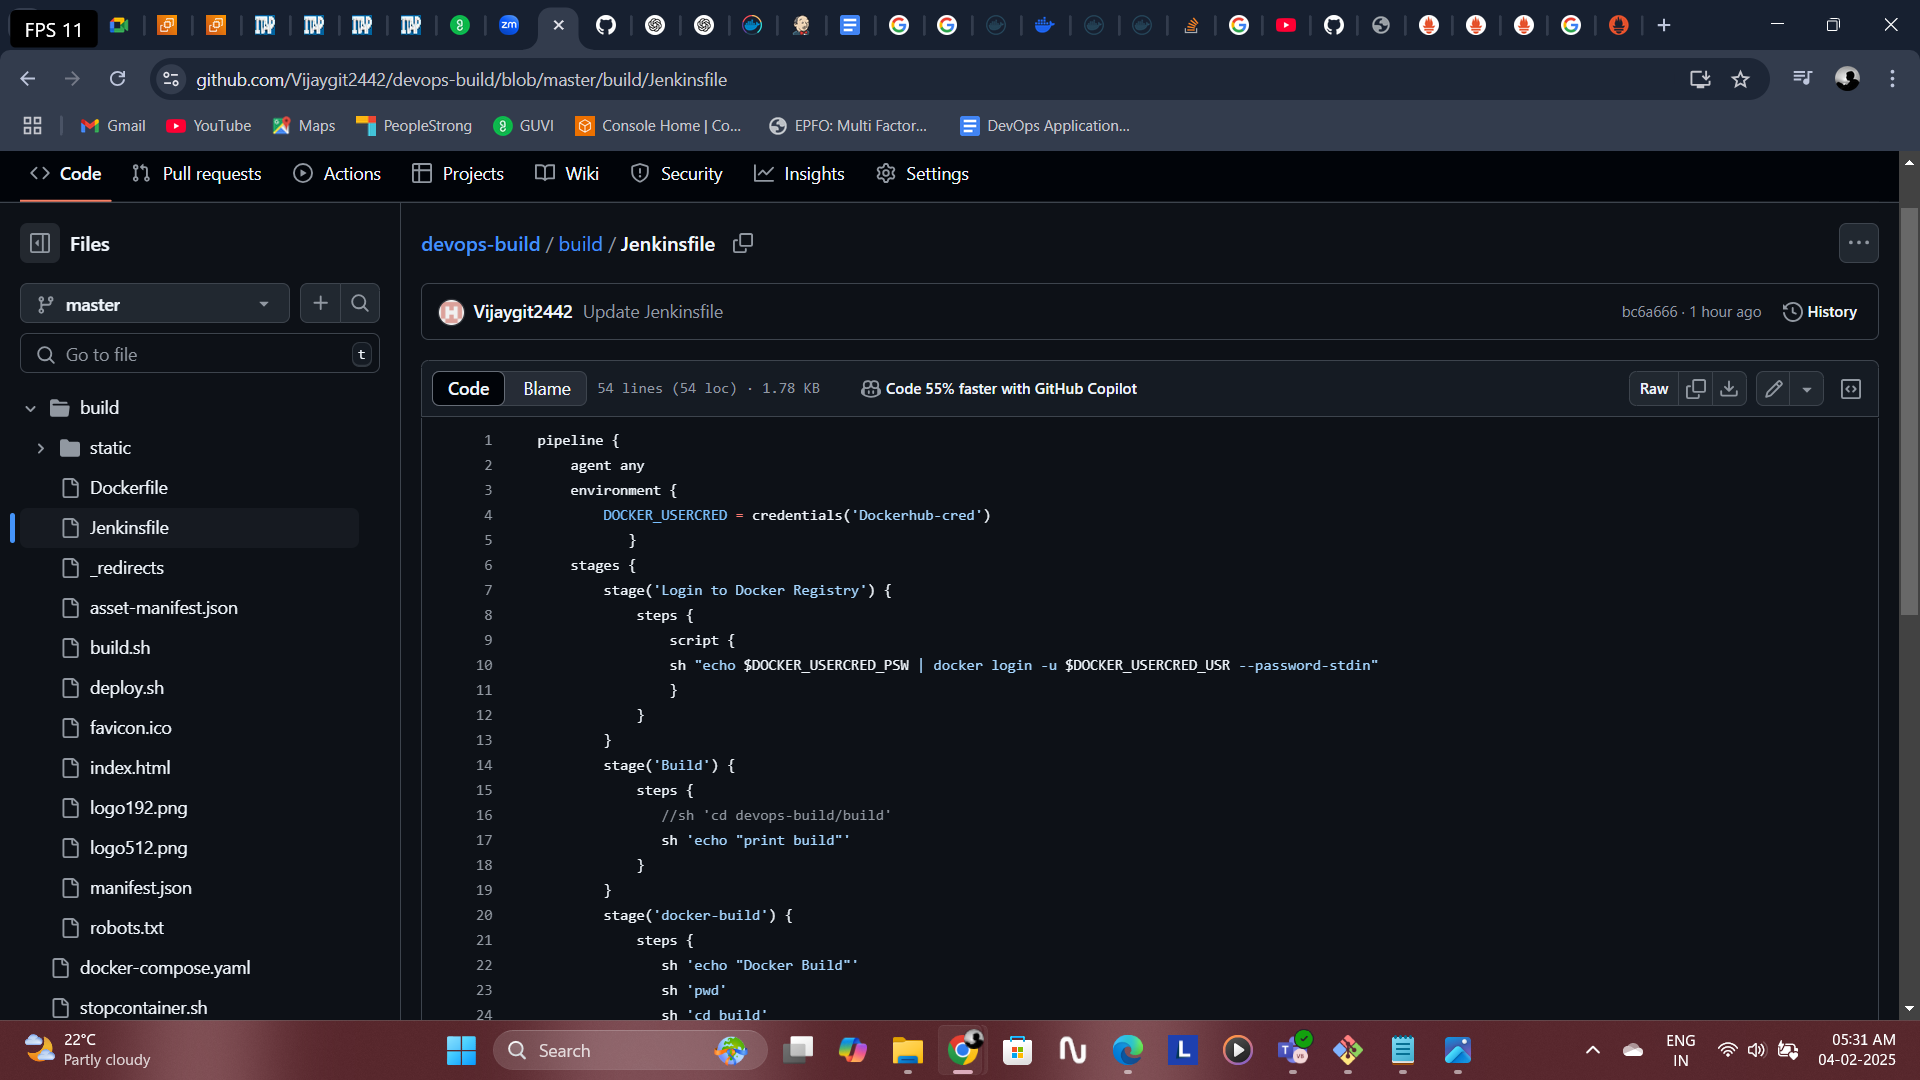 FPS 11
github.com/Vijaygit2442/devops-build/blob/master/build/Jenkinsfile
Gmail
YouTube
Maps
PeopleStrong
GUVI
Console Home | Co...
EPFO: Multi Factor...
DevOps Application...
Code
Pull requests
Actions
Projects
Wiki
Security
Insights
Settings
Files
master
Go to file
t
build
static
Dockerfile
Jenkinsfile
_redirects
asset-manifest.json
build.sh
deploy.sh
favicon.ico
index.html
logo192.png
logo512.png
manifest.json
robots.txt
docker-compose.yaml
stopcontainer.sh
devops-build / build / Jenkinsfile
Vijaygit2442 Update Jenkinsfile
bc6a666 · 1 hour ago
History
Code
Blame
54 lines (54 loc) · 1.78 KB
Code 55% faster with GitHub Copilot
Raw
1 pipeline {
2 agent any
3 environment {
4 DOCKER_USERCRED = credentials('Dockerhub-cred')
5 }
6 stages {
7 stage('Login to Docker Registry') {
8 steps {
9 script {
10 sh "echo $DOCKER_USERCRED_PSW | docker login -u $DOCKER_USERCRED_USR --password-stdin"
11 }
12 }
13 }
14 stage('Build') {
15 steps {
16 //sh 'cd devops-build/build'
17 sh 'echo "print build"'
18 }
19 }
20 stage('docker-build') {
21 steps {
22 sh 'echo "Docker Build"'
23 sh 'pwd'
24 sh 'cd build'
22°C
Partly cloudy
Search
ENG
IN
05:31 AM
04-02-2025